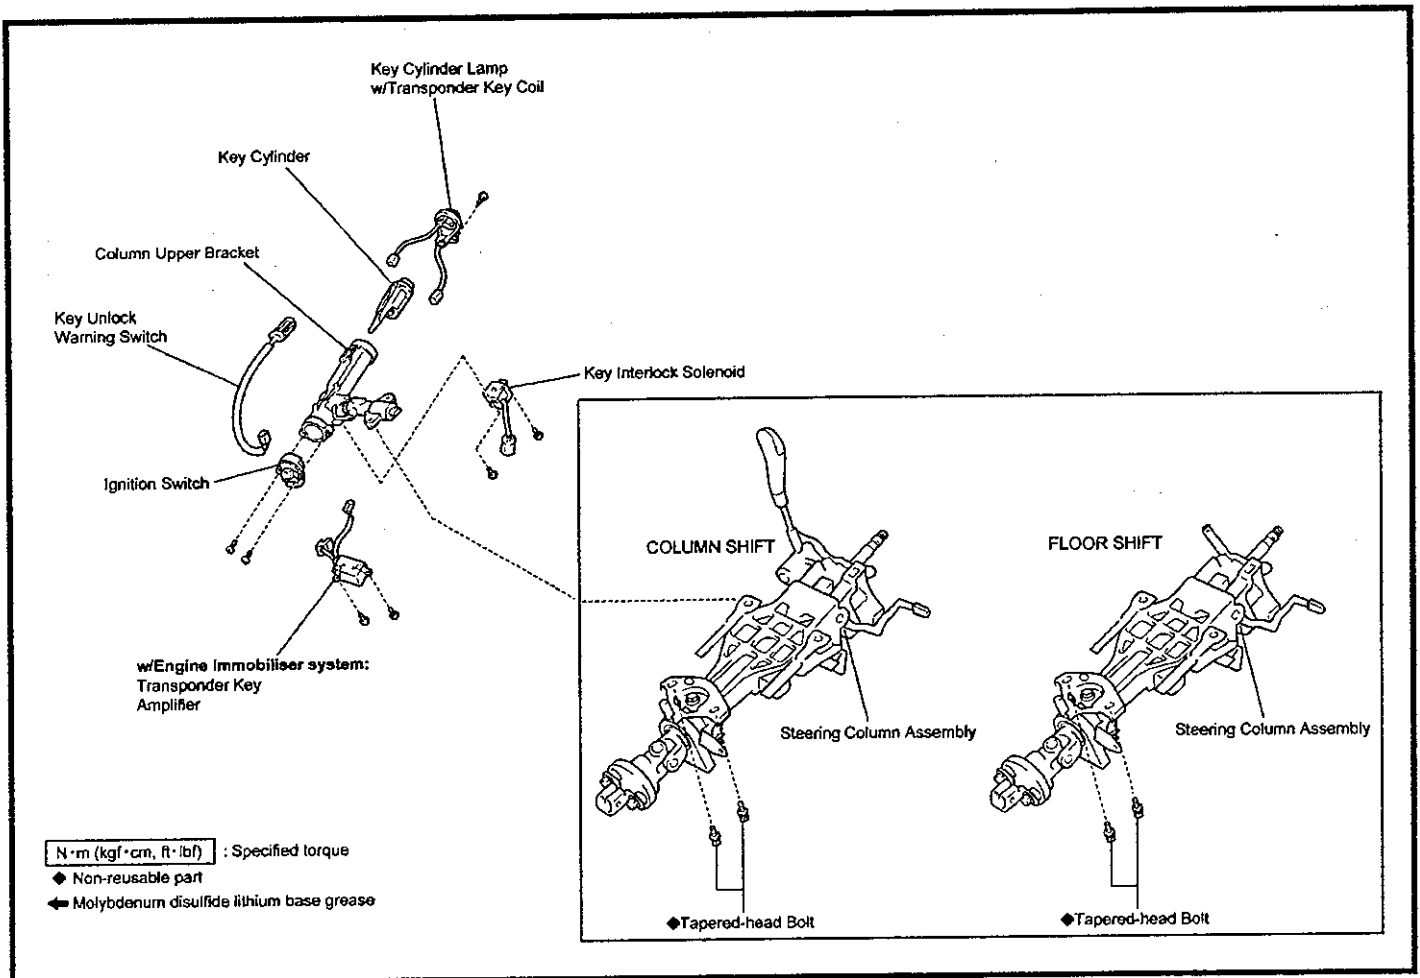 Key Cylinder Lamp
w/Transponder Key Coil
Key Cylinder
Column Upper Bracket
Key Unlock
Warning Switch
Key Interlock Solenoid
Ignition Switch
COLUMN SHIFT
FLOOR SHIFT
w/Engine Immobiliser system:
Transponder Key
Amplifier
Steering Column Assembly
Steering Column Assembly
N·m (kgf·cm, ft·lbf) : Specified torque
◆ Non-reusable part
← Molybdenum disulfide lithium base grease
◆Tapered-head Bolt
◆Tapered-head Bolt